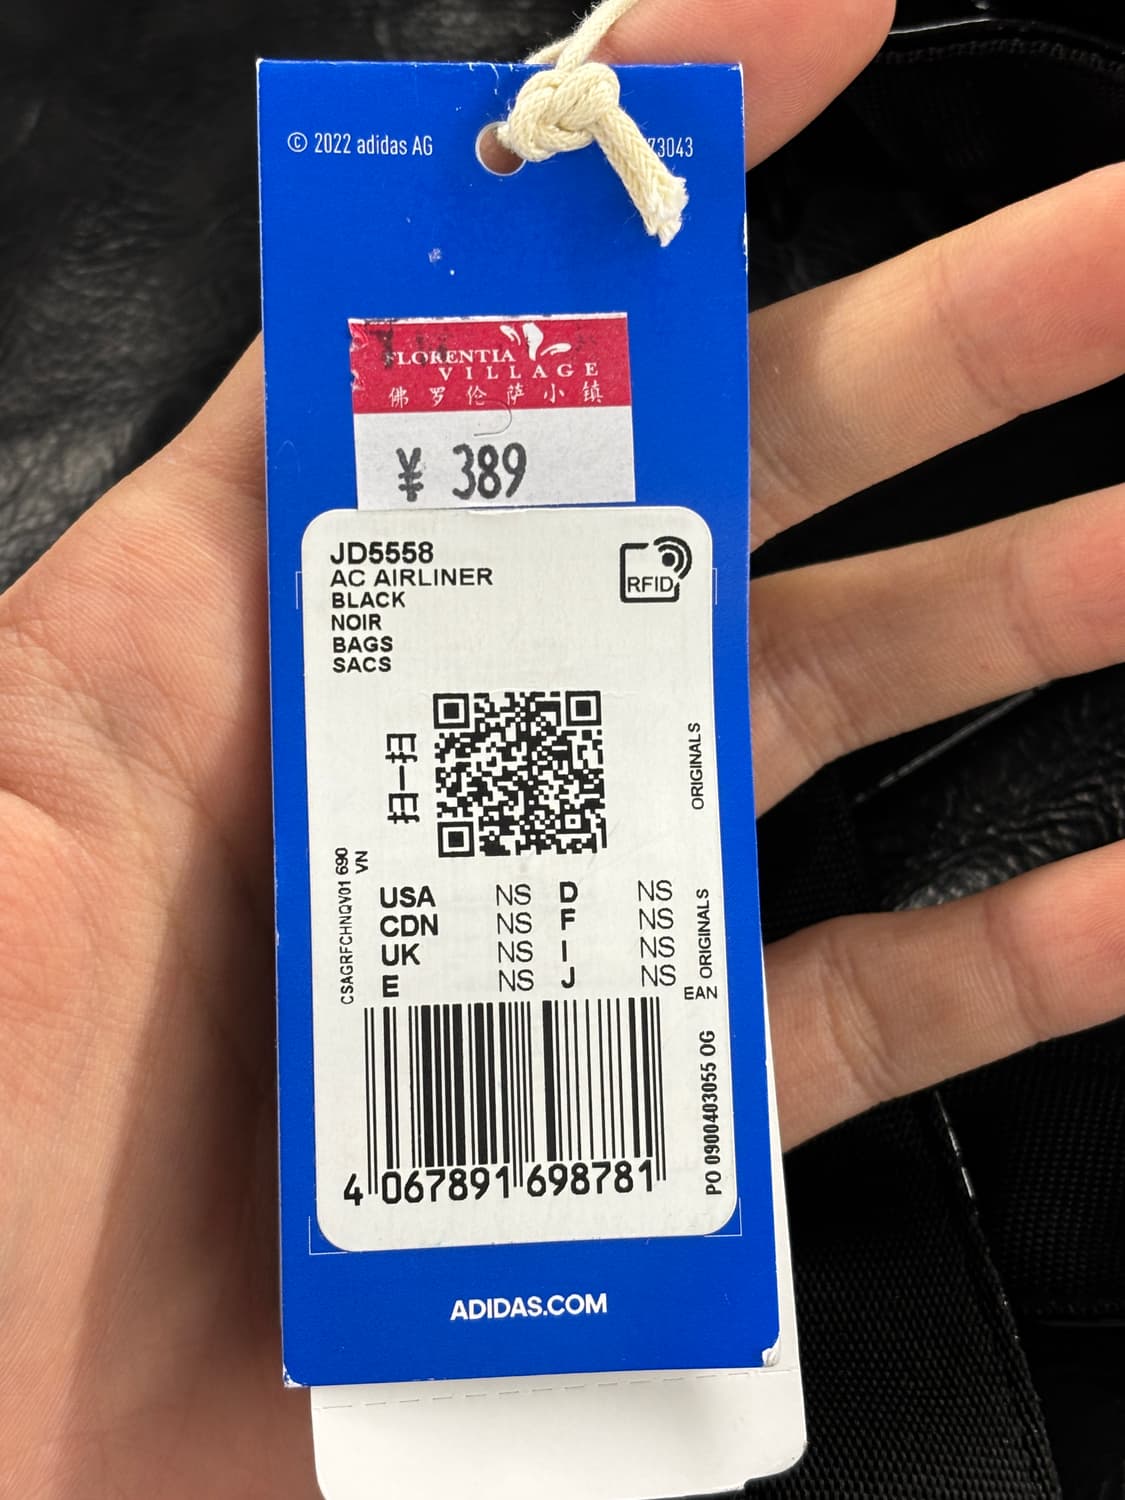 © 2022 adidas AG
73043
FLORENTIA
VILLAGE
佛罗伦萨小镇
¥ 389
JD5558
AC AIRLINER
BLACK
NOIR
BAGS
SACS
RFID
扫一扫
ORIGINALS
CSAGRFCHNQV01 690
VN
USA NS D NS
CDN NS F NS
UK NS I NS
E NS J NS
ORIGINALS
EAN
4 067891 698781
PO 0900403055 OG
ADIDAS.COM